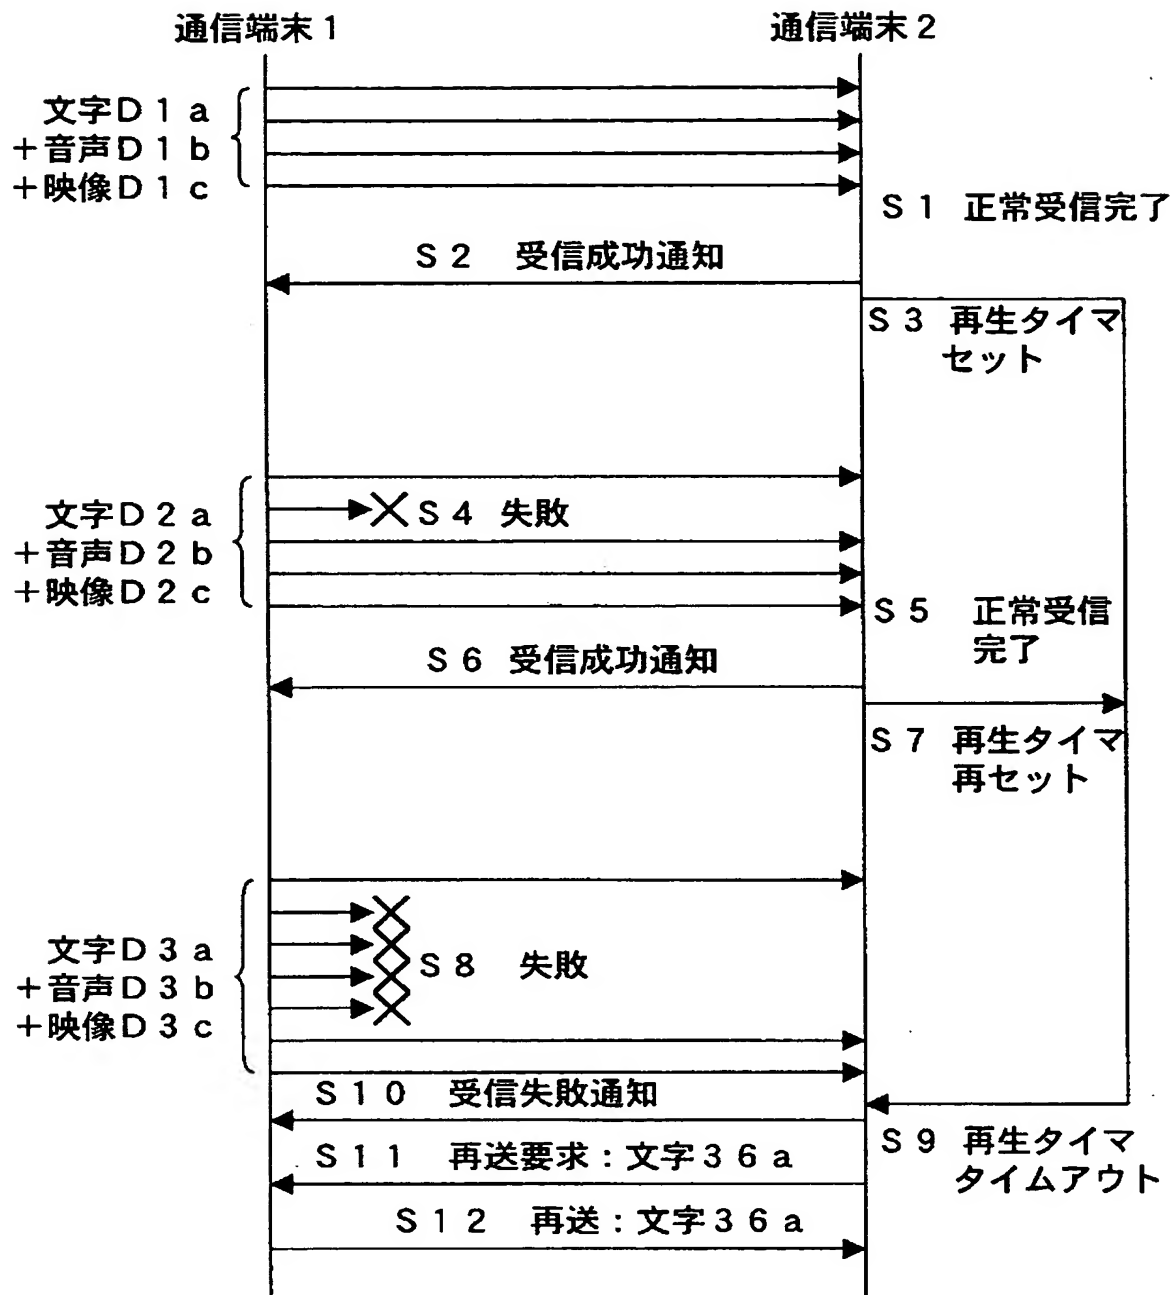 通信端末1
通信端末2
文字D1a
+音声D1b
+映像D1c
S1 正常受信完了
S2 受信成功通知
S3 再生タイマ
セット
文字D2a
+音声D2b
+映像D2c
S4 失敗
S5 正常受信
完了
S6 受信成功通知
S7 再生タイマ
再セット
文字D3a
+音声D3b
+映像D3c
S8 失敗
S10 受信失敗通知
S9 再生タイマ
タイムアウト
S11 再送要求:文字36a
S12 再送:文字36a